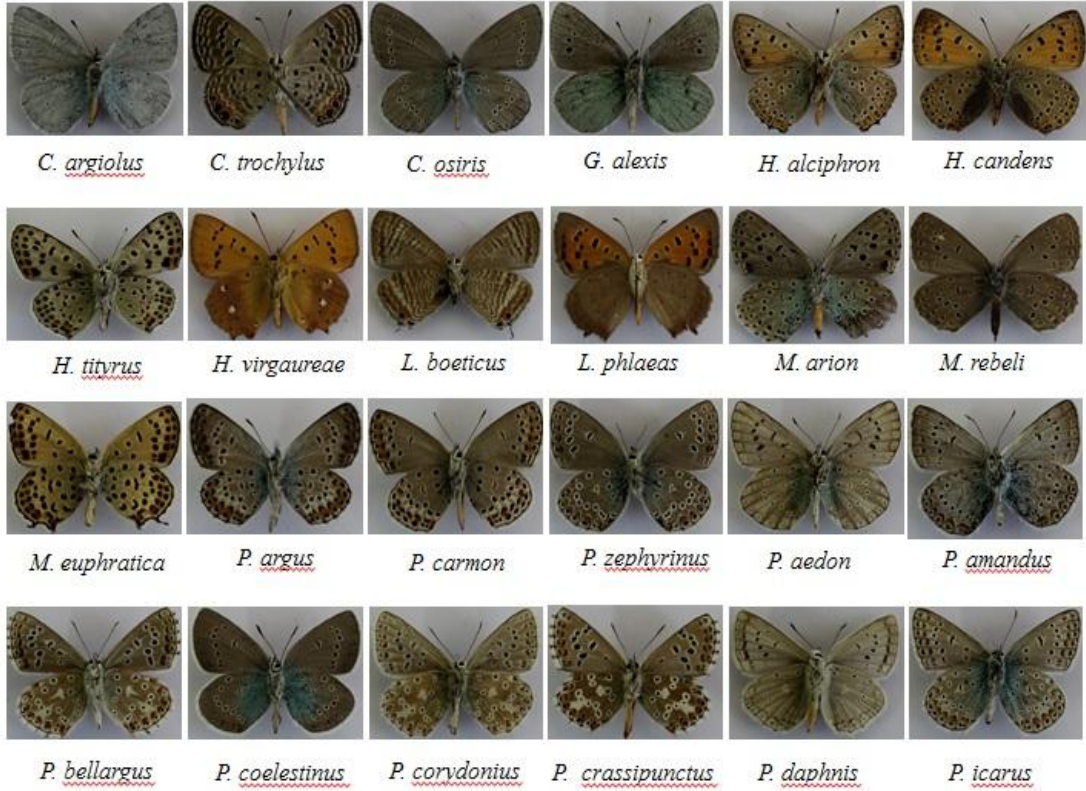 C. argiolus C. trochylus C. osiris G. alexis H. alciphron H. candens
H. tityrus H. virgaureae L. boeticus L. phlaeas M. arion M. rebeli
M. euphratica P. argus P. carmon P. zephyrinus P. aedon P. amandus
P. bellargus P. coelestinus P. corydonius P. crassipunctus P. daphnis P. icarus